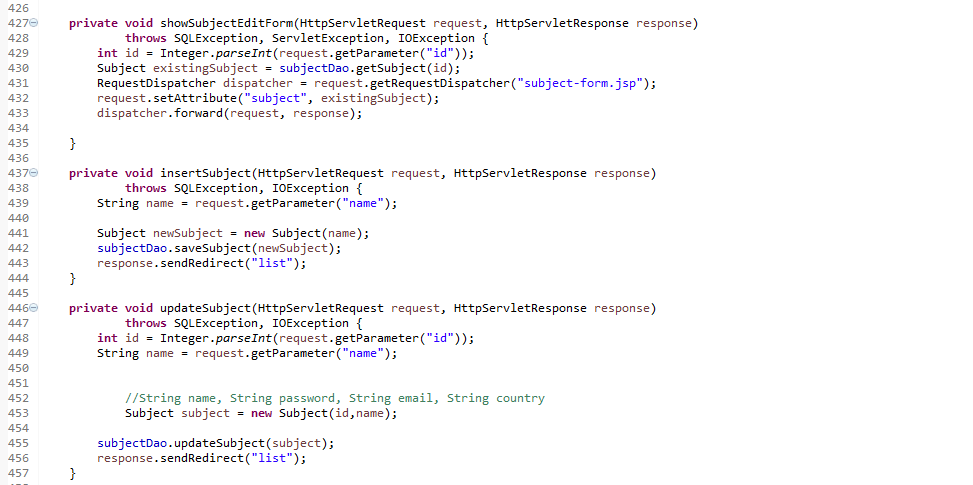 426
427    private void showSubjectEditForm(HttpServletRequest request, HttpServletResponse response)
428            throws SQLException, ServletException, IOException {
429        int id = Integer.parseInt(request.getParameter("id"));
430        Subject existingSubject = subjectDao.getSubject(id);
431        RequestDispatcher dispatcher = request.getRequestDispatcher("subject-form.jsp");
432        request.setAttribute("subject", existingSubject);
433        dispatcher.forward(request, response);
434
435    }
436
437    private void insertSubject(HttpServletRequest request, HttpServletResponse response)
438            throws SQLException, IOException {
439        String name = request.getParameter("name");
440
441        Subject newSubject = new Subject(name);
442        subjectDao.saveSubject(newSubject);
443        response.sendRedirect("list");
444    }
445
446    private void updateSubject(HttpServletRequest request, HttpServletResponse response)
447            throws SQLException, IOException {
448        int id = Integer.parseInt(request.getParameter("id"));
449        String name = request.getParameter("name");
450
451
452            //String name, String password, String email, String country
453            Subject subject = new Subject(id,name);
454
455        subjectDao.updateSubject(subject);
456        response.sendRedirect("list");
457    }